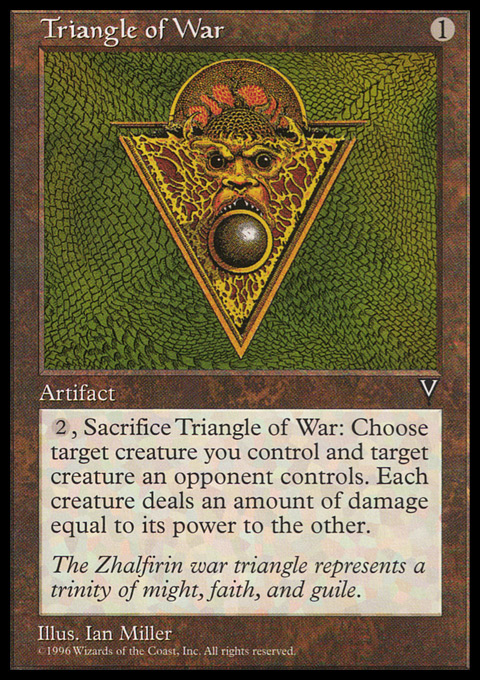 Triangle of War 1
Artifact V
2, Sacrifice Triangle of War: Choose
target creature you control and target
creature an opponent controls. Each
creature deals an amount of damage
equal to its power to the other.
The Zhalfirin war triangle represents a
trinity of might, faith, and guile.
Illus. Ian Miller
©1996 Wizards of the Coast, Inc. All rights reserved.